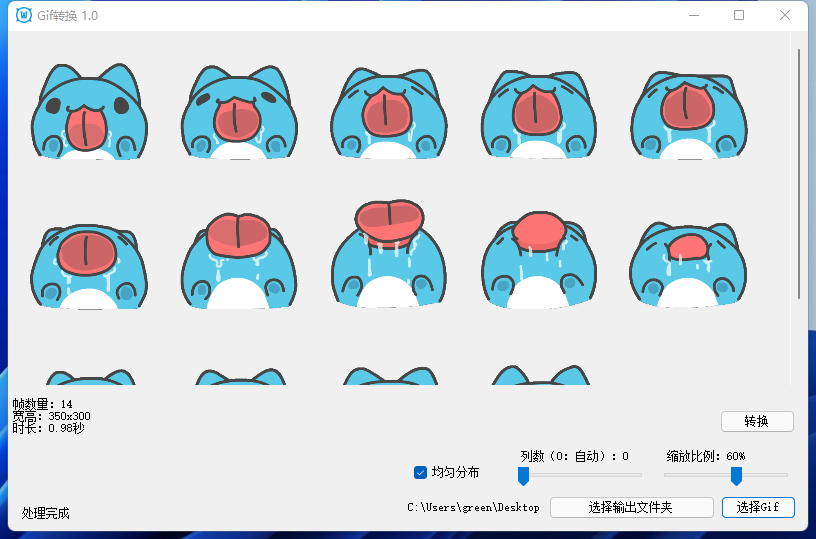 Gif转换 1.0
帧数量: 14
宽高: 350x300
时长: 0.98秒
转换
均匀分布
列数 (0: 自动) : 0
缩放比例: 60%
C:\Users\green\Desktop
选择输出文件夹
选择Gif
处理完成